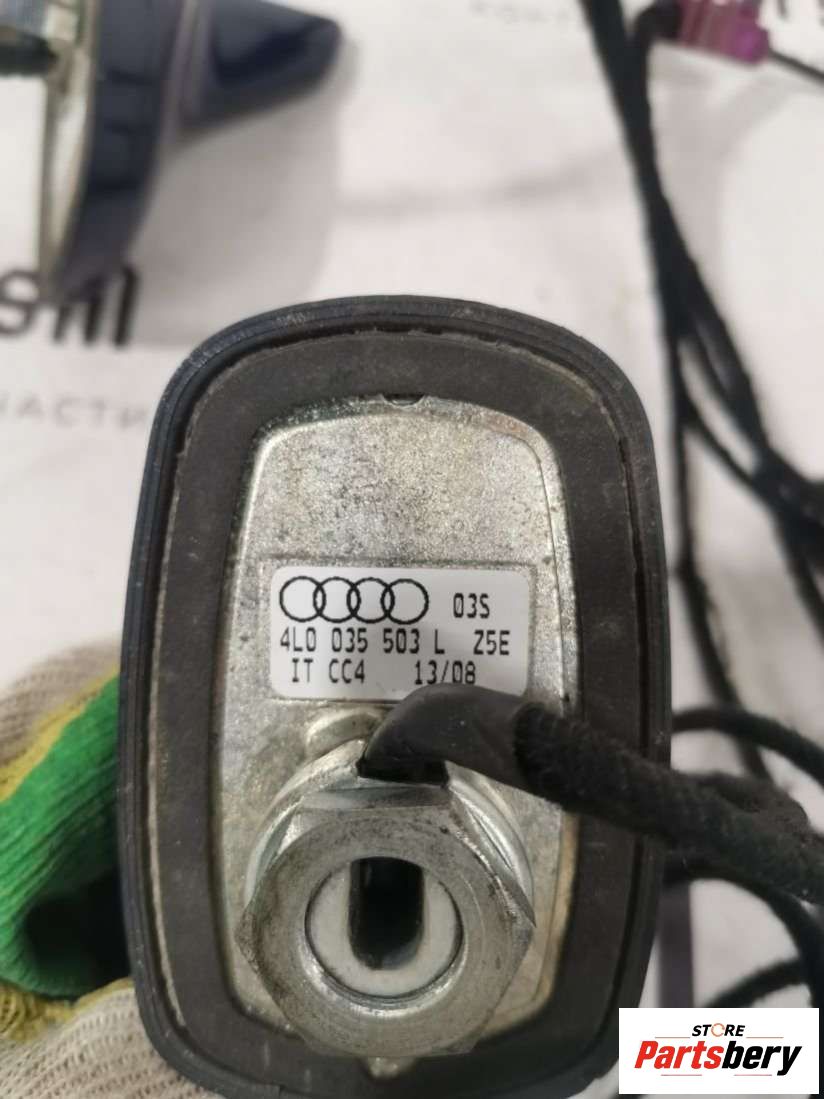 03S
4L0 035 503 L Z5E
IT CC4 13/08
STORE
Partsbery